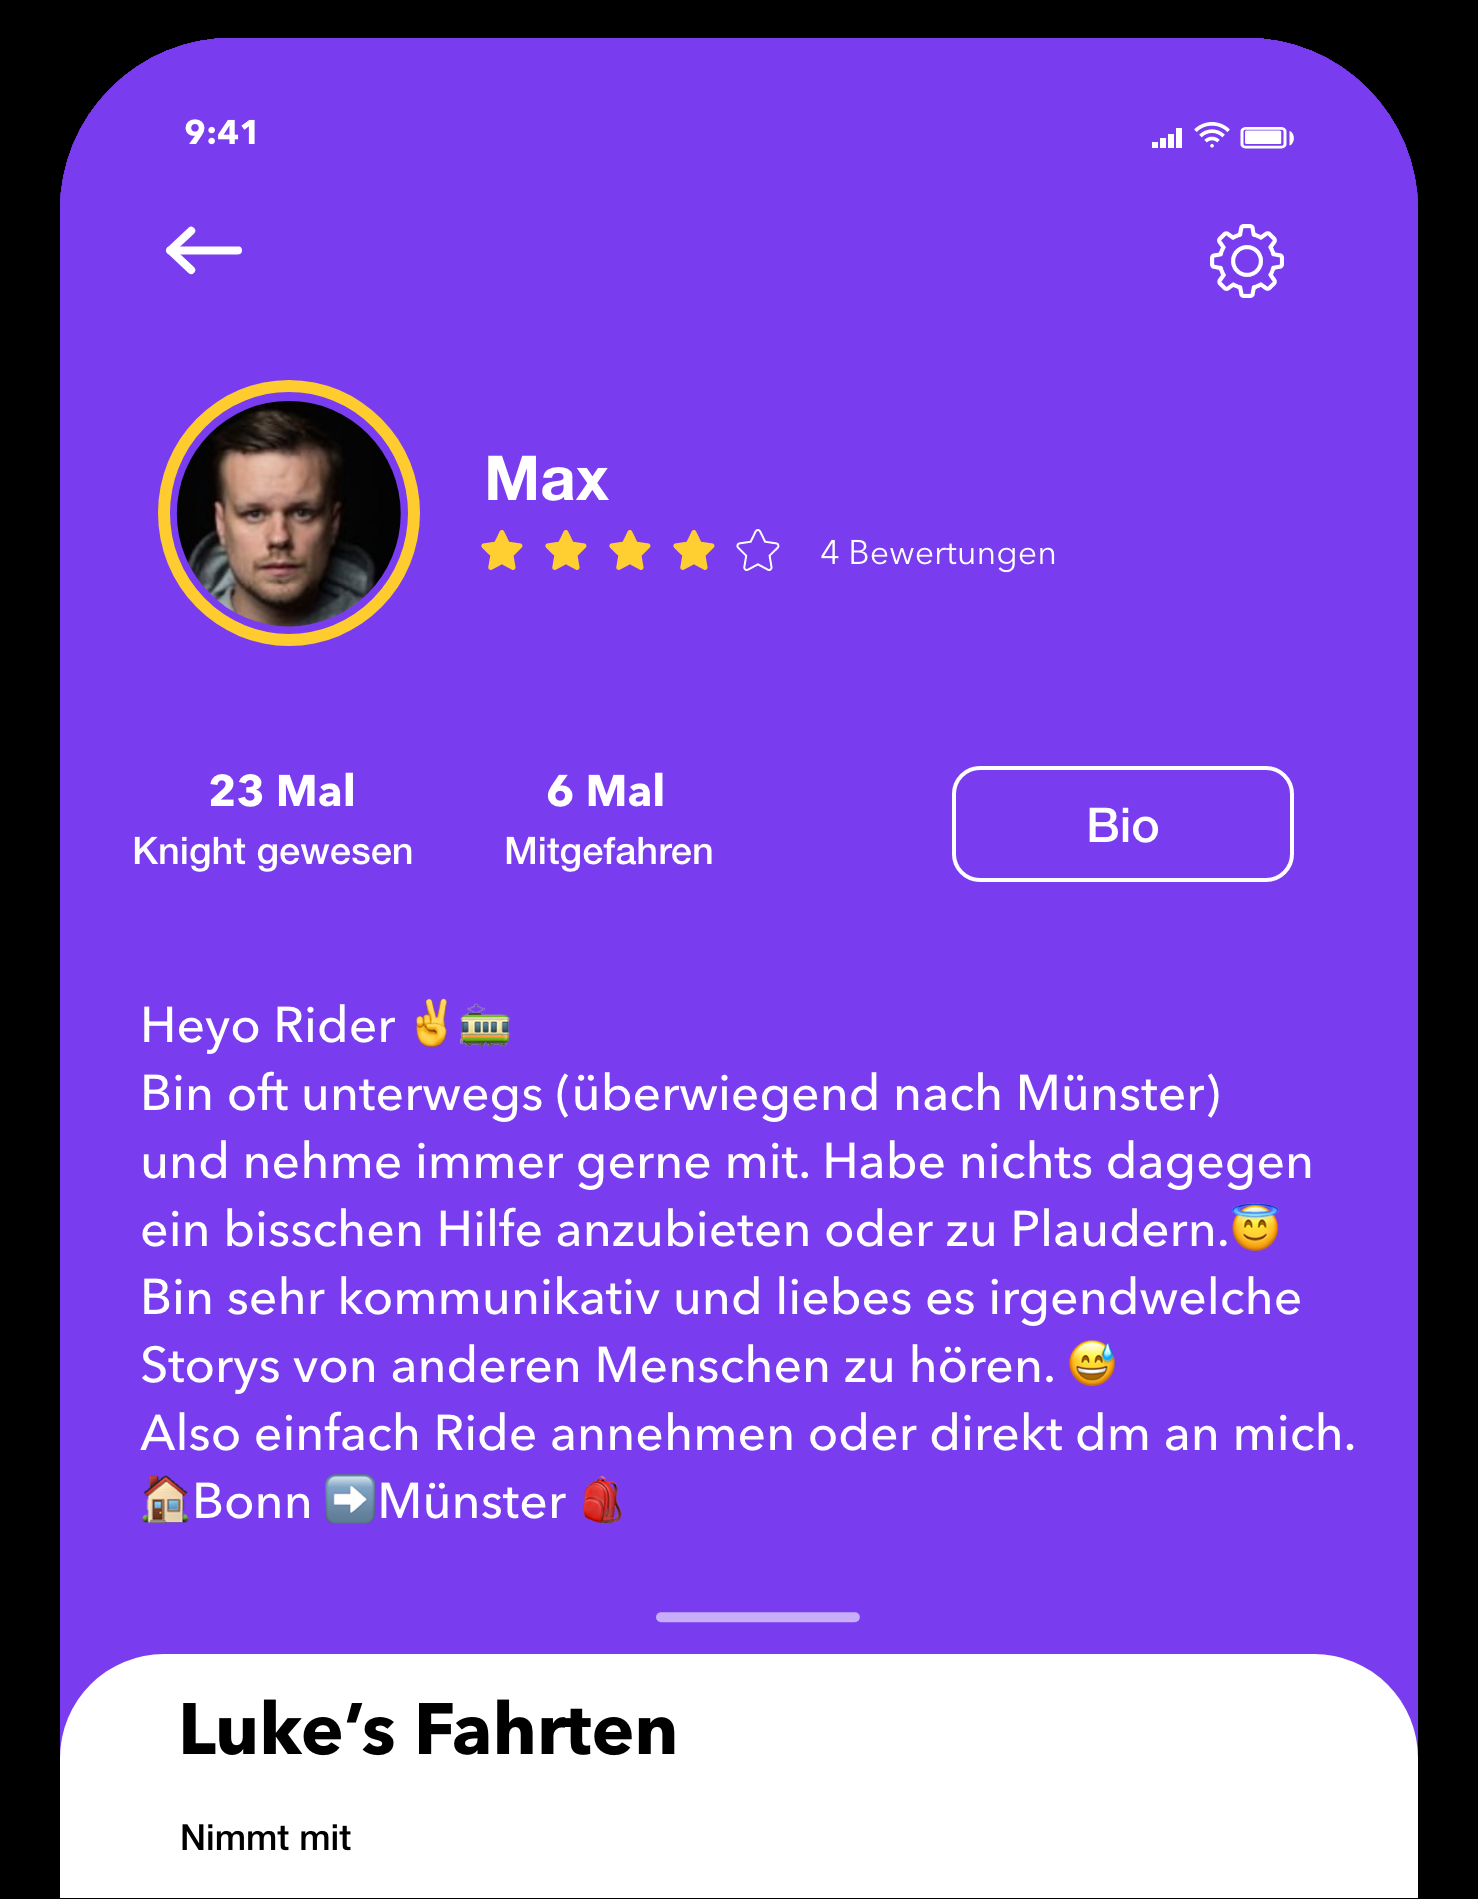 9:41
Max
4 Bewertungen
23 Mal
Knight gewesen
6 Mal
Mitgefahren
Bio
Heyo Rider ✌️🚋
Bin oft unterwegs (überwiegend nach Münster)
und nehme immer gerne mit. Habe nichts dagegen
ein bisschen Hilfe anzubieten oder zu Plaudern.😇
Bin sehr kommunikativ und liebes es irgendwelche
Storys von anderen Menschen zu hören. 😅
Also einfach Ride annehmen oder direkt dm an mich.
🏠Bonn ➡️Münster 🎒
Luke’s Fahrten
Nimmt mit